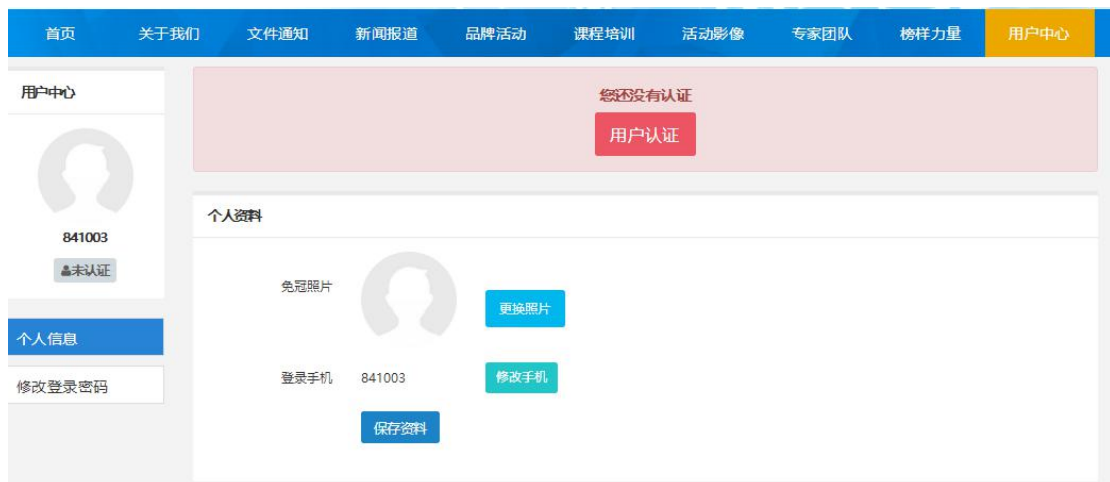 首页 关于我们 文件通知 新闻报道 品牌活动 课程培训 活动影像 专家团队 榜样力量 用户中心
用户中心
841003
未认证
个人信息
修改登录密码
您还没有认证
用户认证
个人资料
免冠照片
更换照片
登录手机 841003 修改手机
保存资料